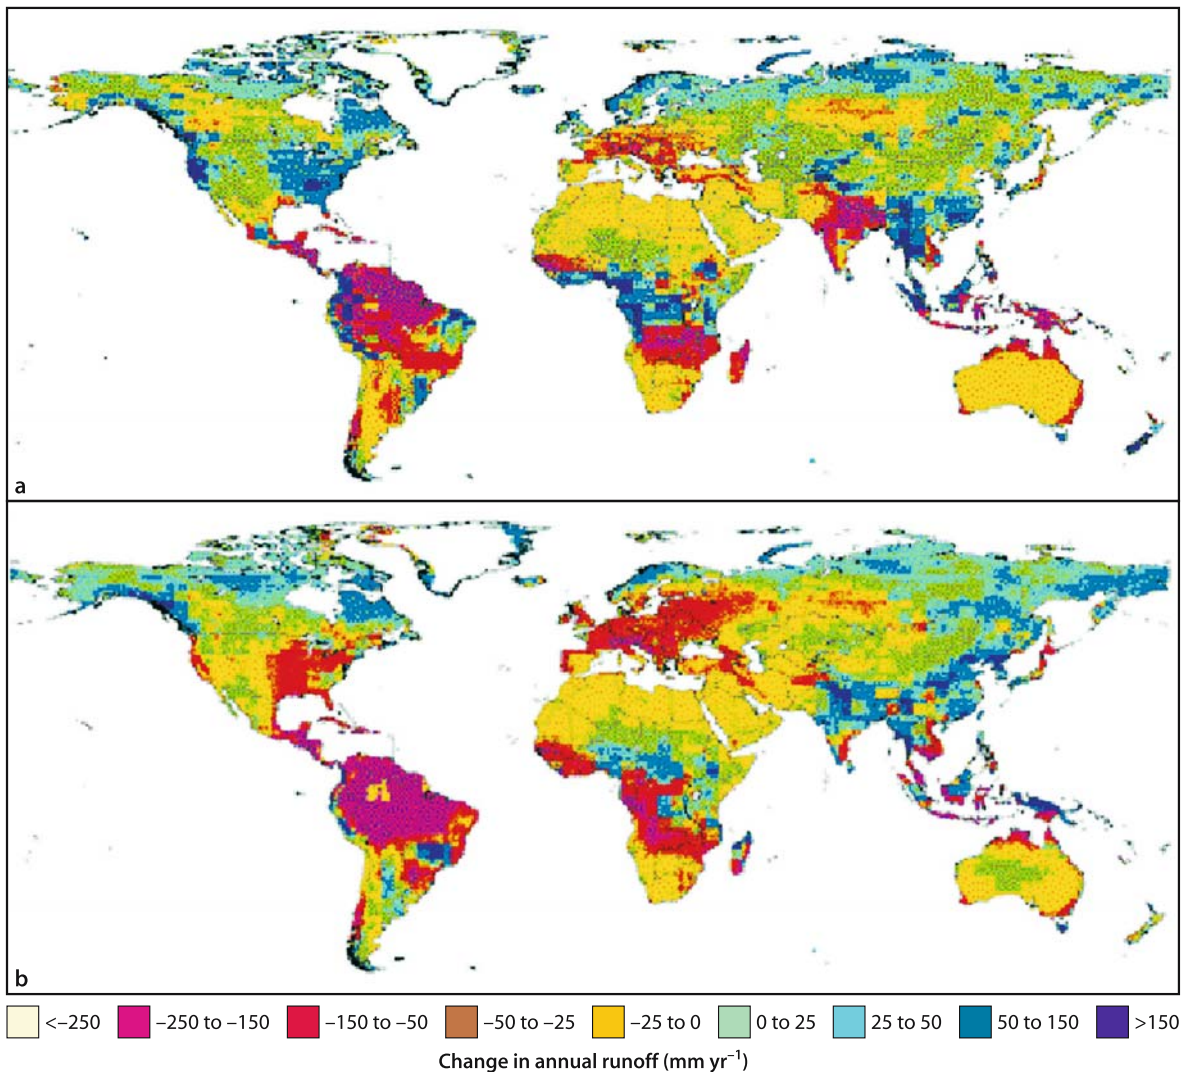 a
b
<–250 –250 to –150 –150 to –50 –50 to –25 –25 to 0 0 to 25 25 to 50 50 to 150 >150
Change in annual runoff (mm yr⁻¹)